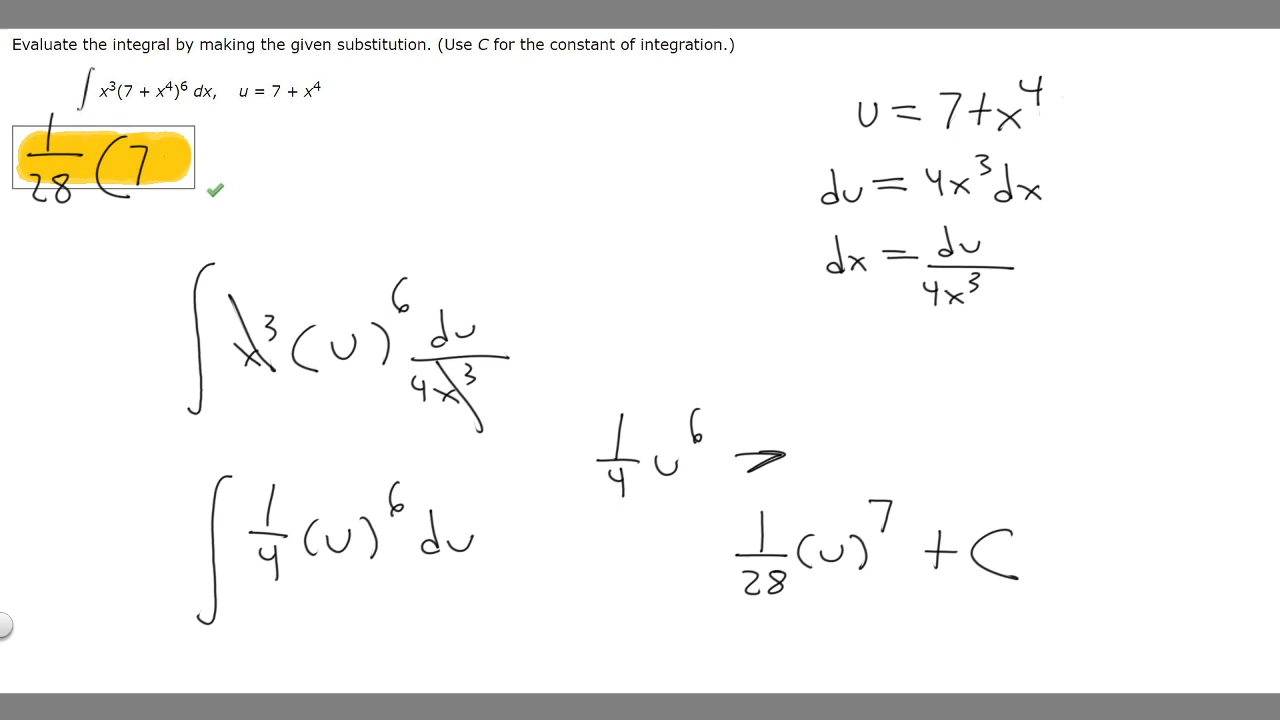 Evaluate the integral by making the given substitution. (Use C for the constant of integration.)
∫ x³(7 + x⁴)⁶ dx, u = 7 + x⁴
1/28 (7
u = 7+x⁴
du = 4x³dx
dx = du/4x³
∫ x³(u)⁶ du/4x³
1/4 u⁶ →
∫ 1/4 (u)⁶ du
1/28 (u)⁷ + C